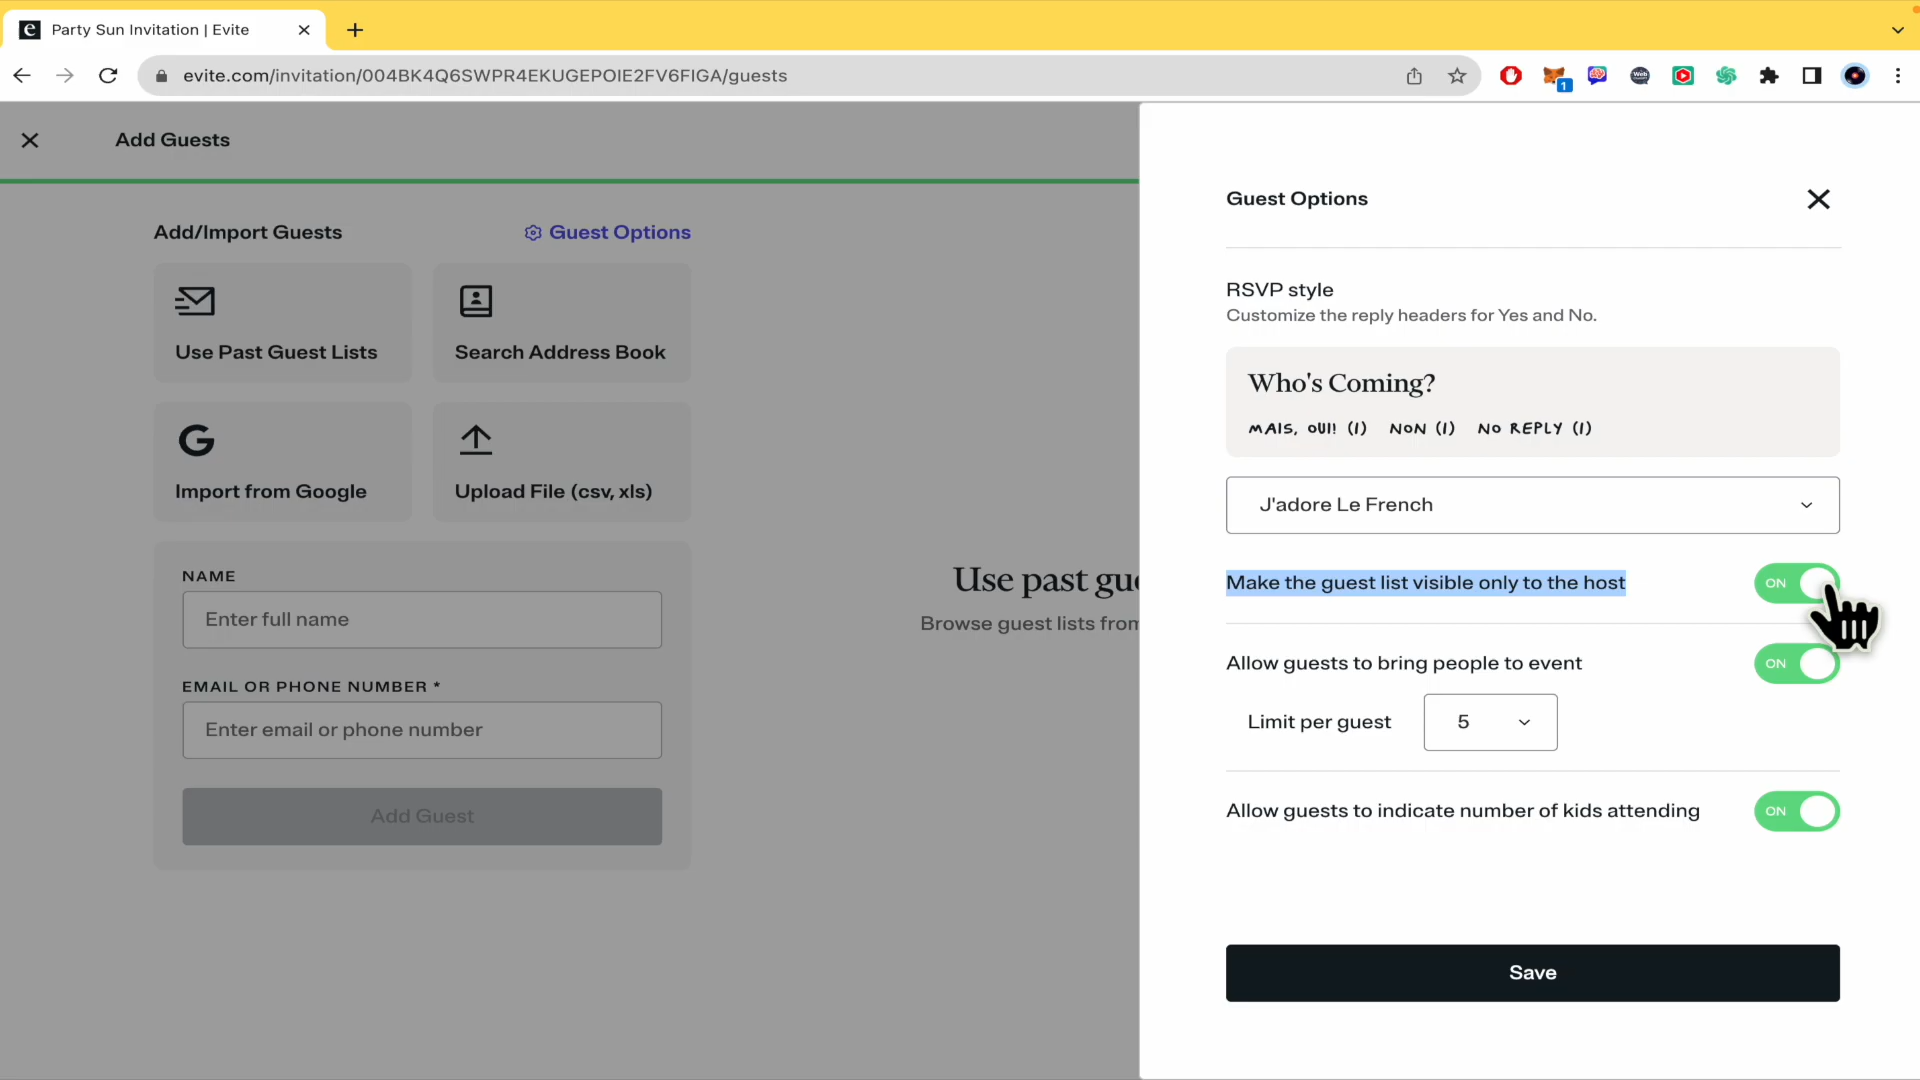 Party Sun Invitation | Evite
evite.com/invitation/004BK4Q6SWPR4EKUGEPOIE2FV6FIGA/guests
1
Add Guests
Add/Import Guests
Guest Options
Use Past Guest Lists
Search Address Book
Import from Google
Upload File (csv, xls)
NAME
Enter full name
EMAIL OR PHONE NUMBER *
Enter email or phone number
Add Guest
Use past gue
Browse guest lists from
Guest Options
RSVP style
Customize the reply headers for Yes and No.
Who's Coming?
MAIS, OUI! (1) NON (1) NO REPLY (1)
J'adore Le French
Make the guest list visible only to the host
ON
Allow guests to bring people to event
ON
Limit per guest
5
Allow guests to indicate number of kids attending
ON
Save